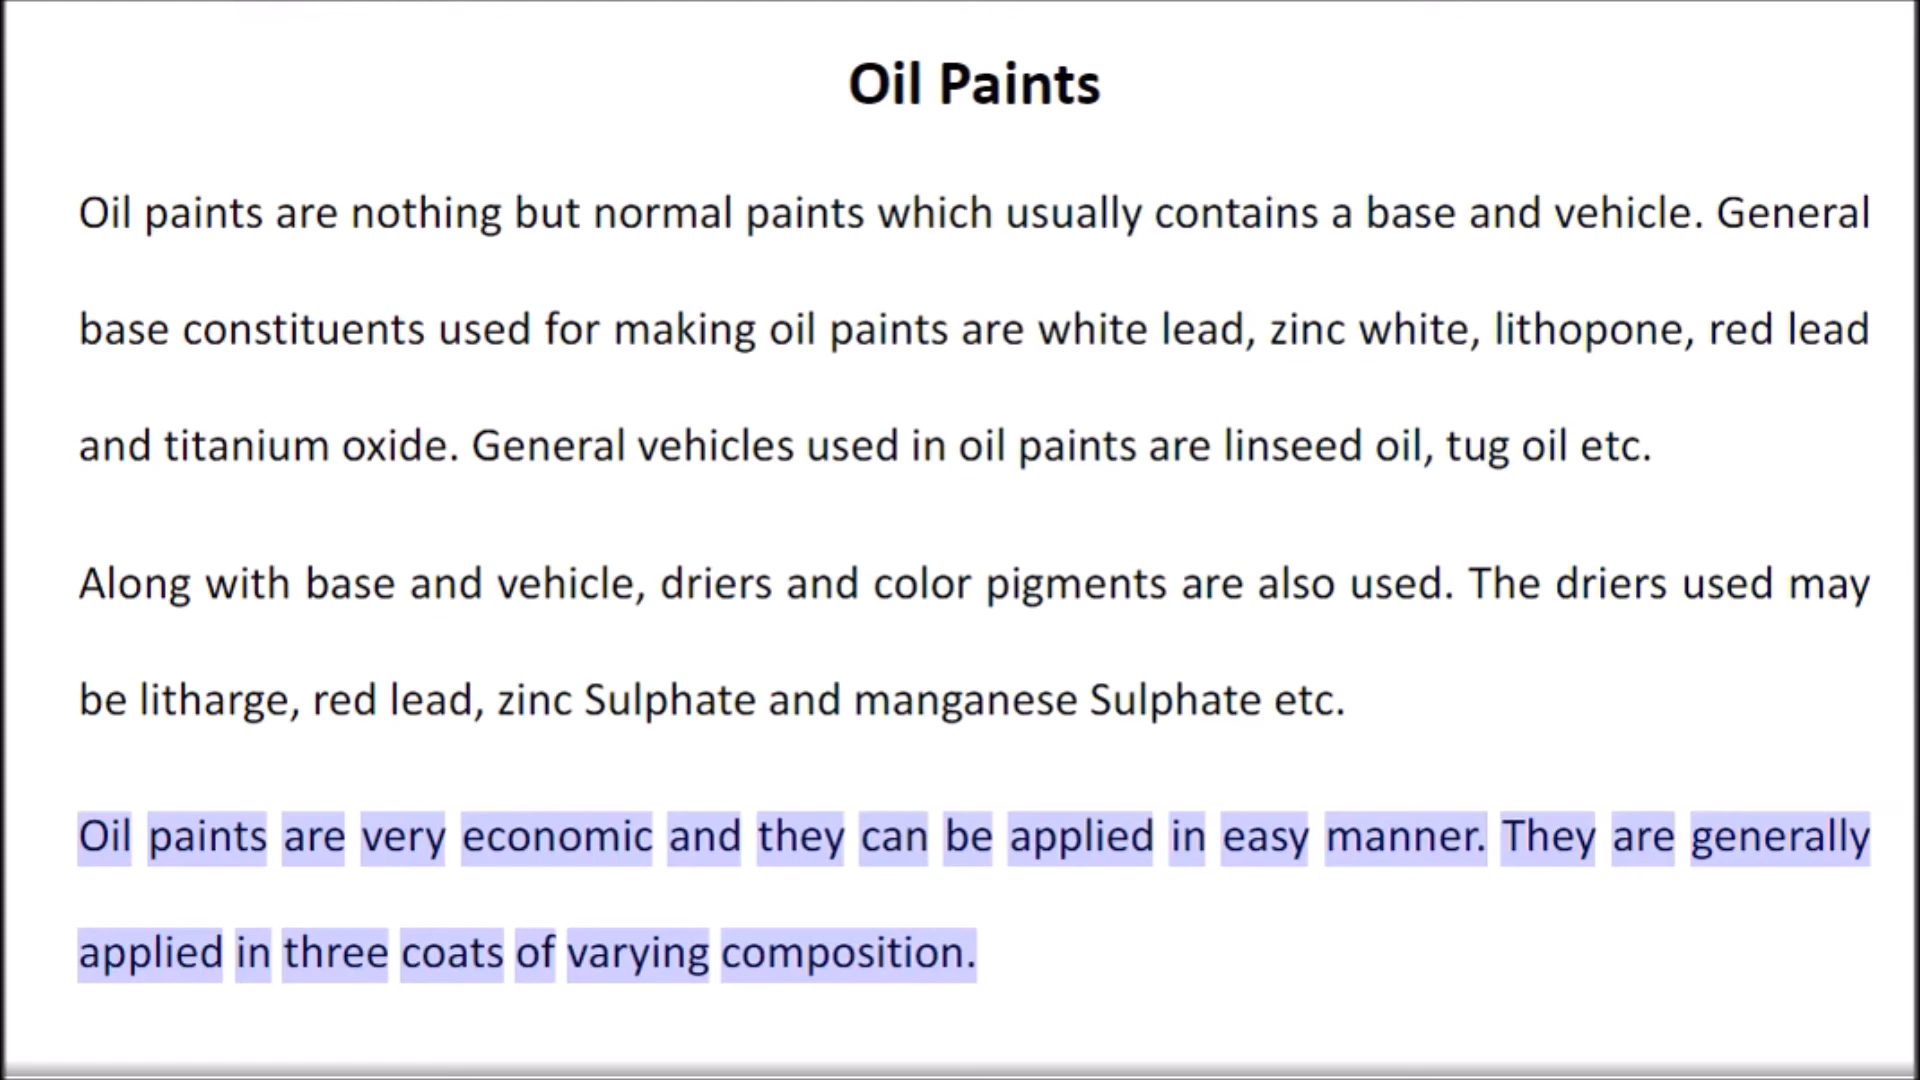 Oil Paints
Oil paints are nothing but normal paints which usually contains a base and vehicle. General
base constituents used for making oil paints are white lead, zinc white, lithopone, red lead
and titanium oxide. General vehicles used in oil paints are linseed oil, tug oil etc.
Along with base and vehicle, driers and color pigments are also used. The driers used may
be litharge, red lead, zinc Sulphate and manganese Sulphate etc.
Oil paints are very economic and they can be applied in easy manner. They are generally
applied in three coats of varying composition.